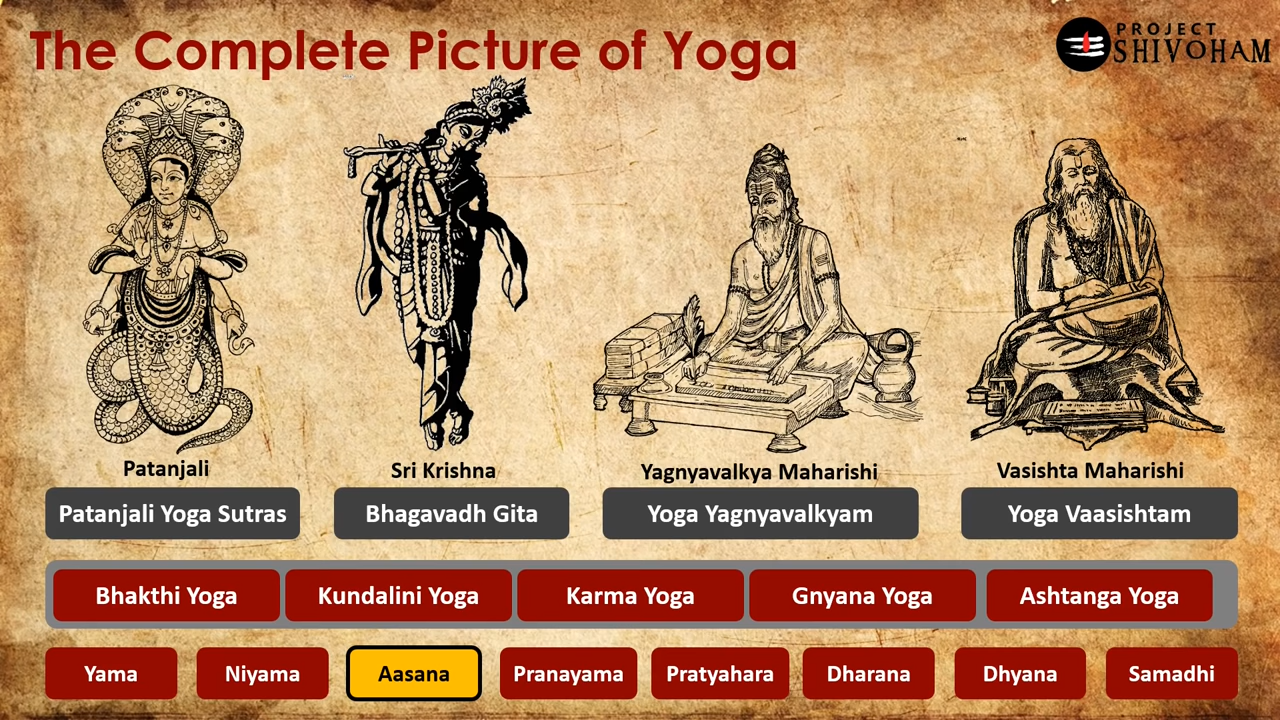 The Complete Picture of Yoga
PROJECT
SHIVOHAM
Patanjali
Sri Krishna
Yagnyavalkya Maharishi
Vasishta Maharishi
Patanjali Yoga Sutras
Bhagavadh Gita
Yoga Yagnyavalkyam
Yoga Vaasishtam
Bhakthi Yoga
Kundalini Yoga
Karma Yoga
Gnyana Yoga
Ashtanga Yoga
Yama
Niyama
Aasana
Pranayama
Pratyahara
Dharana
Dhyana
Samadhi